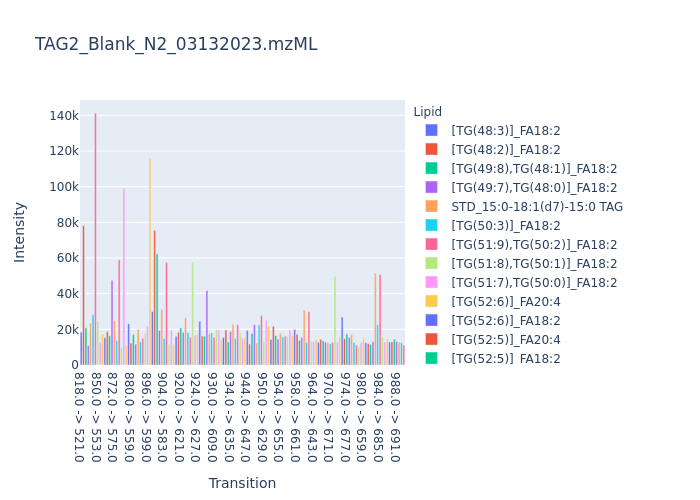 TAG2_Blank_N2_03132023.mzML
Lipid
[TG(48:3)]_FA18:2
[TG(48:2)]_FA18:2
[TG(49:8),TG(48:1)]_FA18:2
[TG(49:7),TG(48:0)]_FA18:2
STD_15:0-18:1(d7)-15:0 TAG
[TG(50:3)]_FA18:2
[TG(51:9),TG(50:2)]_FA18:2
[TG(51:8),TG(50:1)]_FA18:2
[TG(51:7),TG(50:0)]_FA18:2
[TG(52:6)]_FA20:4
[TG(52:6)]_FA18:2
[TG(52:5)]_FA20:4
[TG(52:5)]_FA18:2
Intensity
140k
120k
100k
80k
60k
40k
20k
0
818.0 -> 521.0
850.0 -> 553.0
872.0 -> 575.0
880.0 -> 559.0
896.0 -> 599.0
904.0 -> 583.0
920.0 -> 621.0
924.0 -> 627.0
930.0 -> 609.0
934.0 -> 635.0
944.0 -> 647.0
950.0 -> 629.0
954.0 -> 655.0
958.0 -> 661.0
964.0 -> 643.0
970.0 -> 671.0
974.0 -> 677.0
980.0 -> 659.0
984.0 -> 685.0
988.0 -> 691.0
Transition